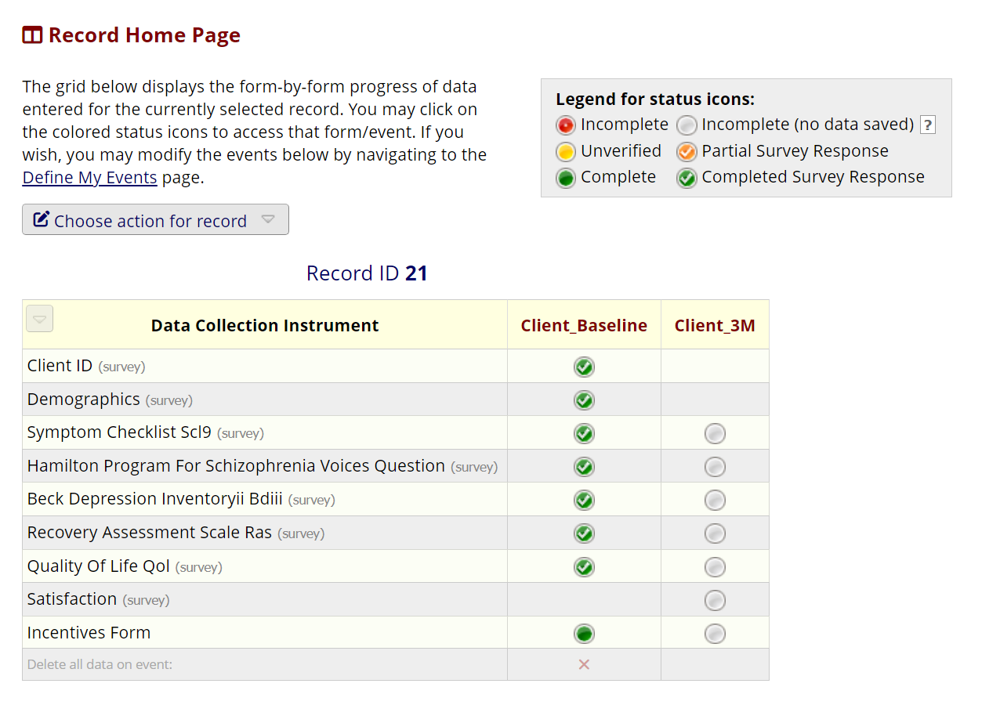 Record Home Page
The grid below displays the form-by-form progress of data
entered for the currently selected record. You may click on
the colored status icons to access that form/event. If you
wish, you may modify the events below by navigating to the
Define My Events page.
Legend for status icons:
Incomplete Incomplete (no data saved) ?
Unverified Partial Survey Response
Complete Completed Survey Response
Choose action for record
Record ID 21
Data Collection Instrument Client_Baseline Client_3M
Client ID (survey)
Demographics (survey)
Symptom Checklist Scl9 (survey)
Hamilton Program For Schizophrenia Voices Question (survey)
Beck Depression Inventoryii Bdiii (survey)
Recovery Assessment Scale Ras (survey)
Quality Of Life Qol (survey)
Satisfaction (survey)
Incentives Form
Delete all data on event: